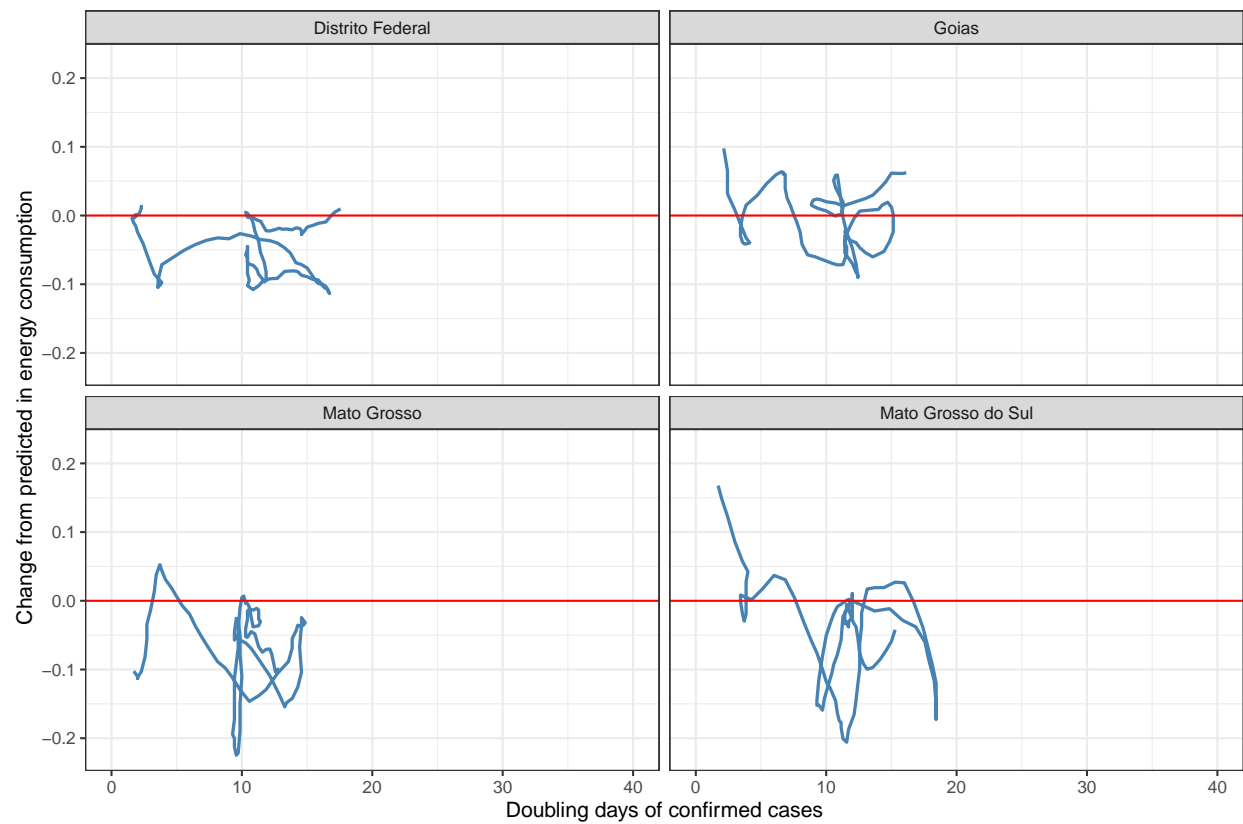 Distrito Federal
Goias
0.2
0.1
0.0
−0.1
−0.2
Mato Grosso
Mato Grosso do Sul
0.2
0.1
0.0
−0.1
−0.2
0 10 20 30 40
0 10 20 30 40
Doubling days of confirmed cases
Change from predicted in energy consumption